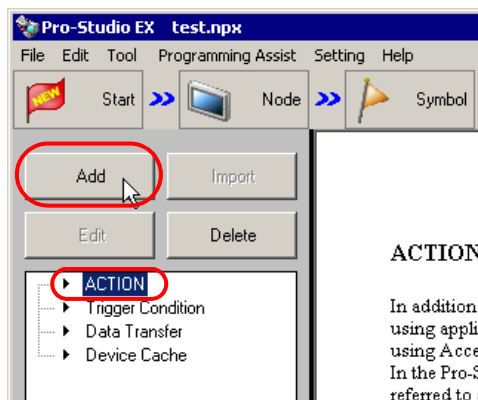 Pro-Studio EX test.npx
File Edit Tool Programming Assist Setting Help
NEW Start Node Symbol
Add Import
Edit Delete
ACTION
Trigger Condition
Data Transfer
Device Cache
ACTION
In addition
using appli
using Acce
In the Pro-S
referred to